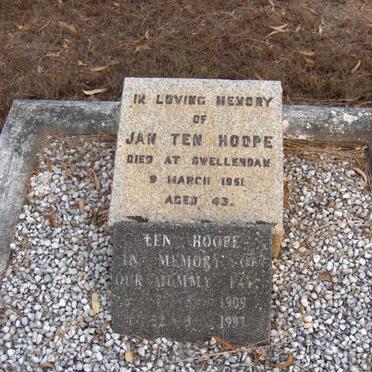 IN LOVING MEMORY
OF
JAN TEN HOOPE
DIED AT SWELLENDAM
9 MARCH 1951
AGED 43.
TEN HOOPE
IN MEMORY OF
OUR MUMMY
1909
1997